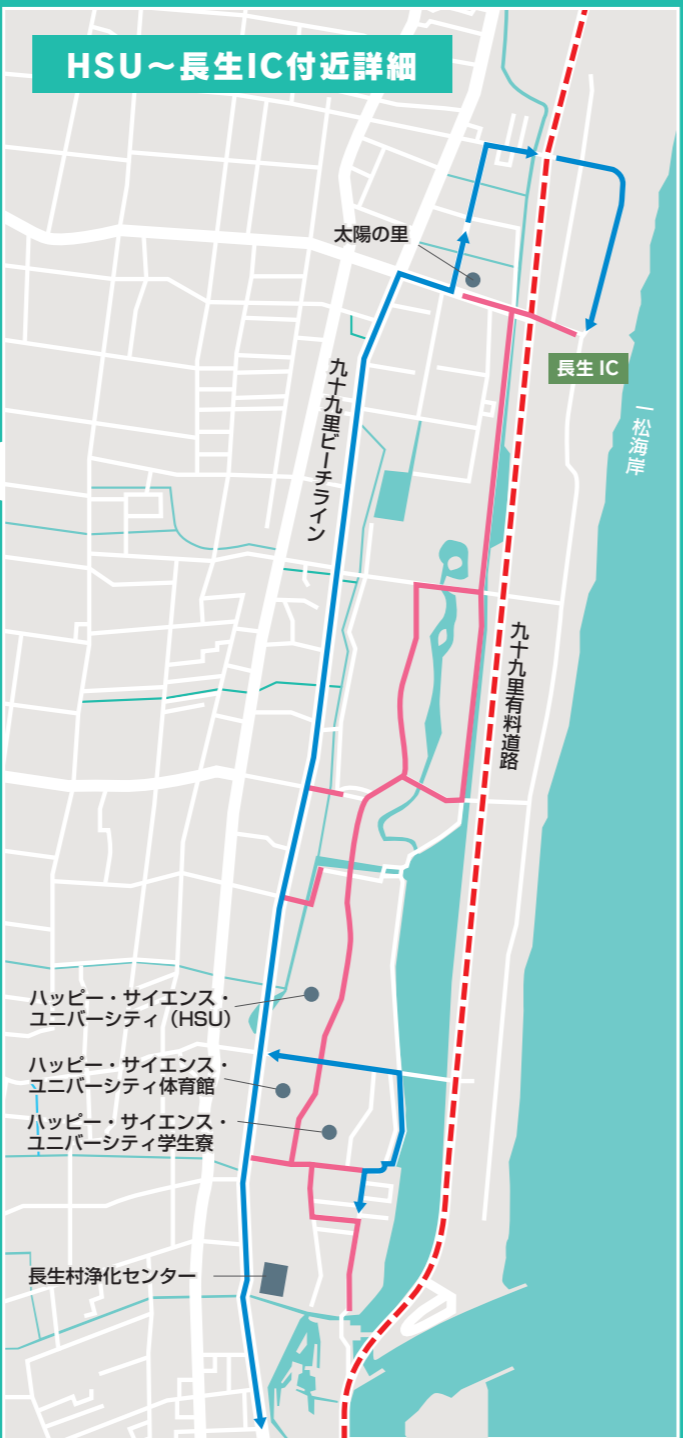 HSU〜長生IC付近詳細
太陽の里
長生 IC
一松海岸
九十九里ビーチライン
九十九里有料道路
ハッピー・サイエンス・
ユニバーシティ（HSU）
ハッピー・サイエンス・
ユニバーシティ体育館
ハッピー・サイエンス・
ユニバーシティ学生寮
長生村浄化センター